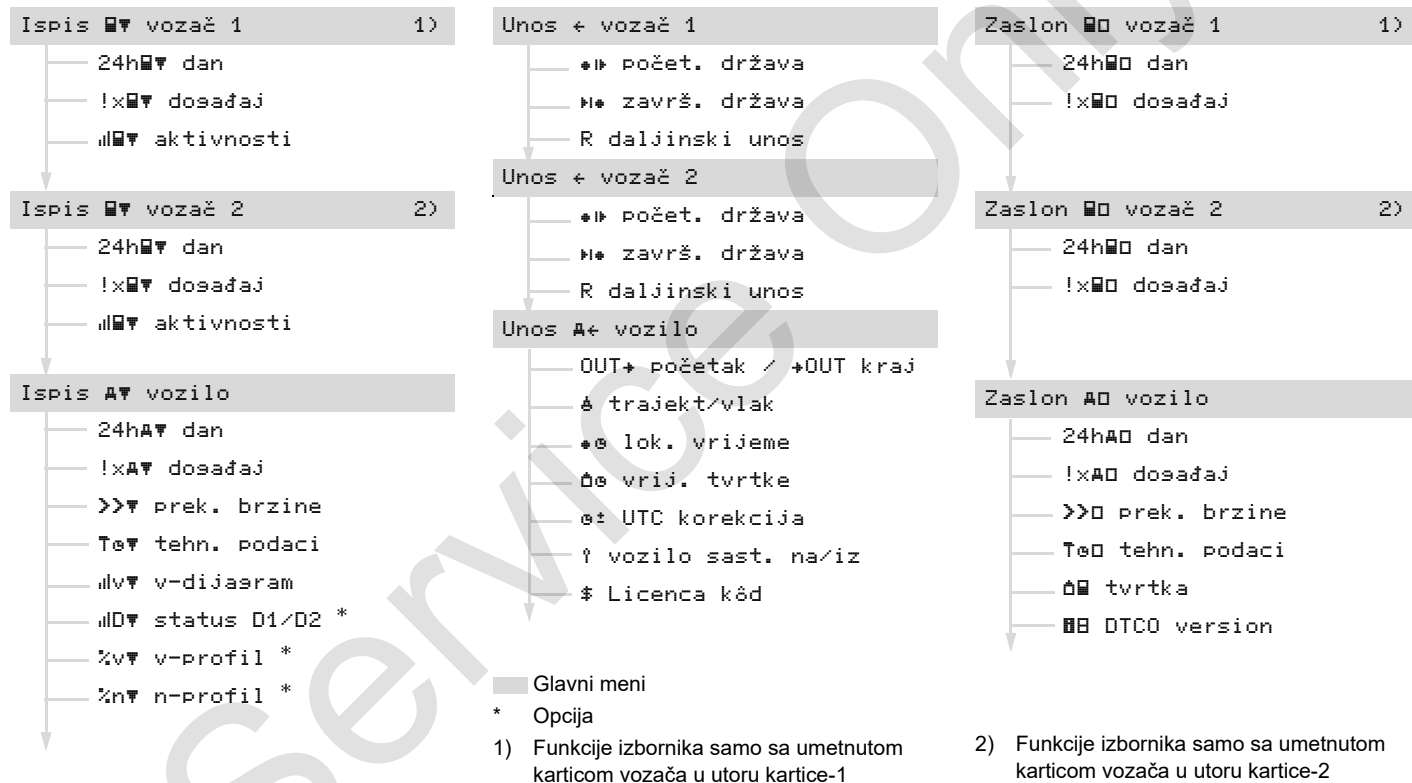 Ispis vozač 1 1)
24h dan
!x događaj
aktivnosti
Ispis vozač 2 2)
24h dan
!x događaj
aktivnosti
Ispis vozilo
24h dan
!x događaj
>> prek. brzine
tehn. podaci
v v-dijagram
D status D1/D2 *
%v v-profil *
%n n-profil *
Unos ← vozač 1
počet. država
završ. država
R daljinski unos
Unos ← vozač 2
počet. država
završ. država
R daljinski unos
Unos ← vozilo
OUT→ početak / →OUT kraj
trajekt/vlak
lok. vrijeme
vrij. tvrtke
UTC korekcija
vozilo sast. na/iz
$ Licenca kôd
Glavni meni
* Opcija
1) Funkcije izbornika samo sa umetnutom
karticom vozača u utoru kartice-1
Zaslon vozač 1 1)
24h dan
!x događaj
Zaslon vozač 2 2)
24h dan
!x događaj
Zaslon vozilo
24h dan
!x događaj
>> prek. brzine
tehn. podaci
tvrtka
DTCO version
2) Funkcije izbornika samo sa umetnutom
karticom vozača u utoru kartice-2
Service Only